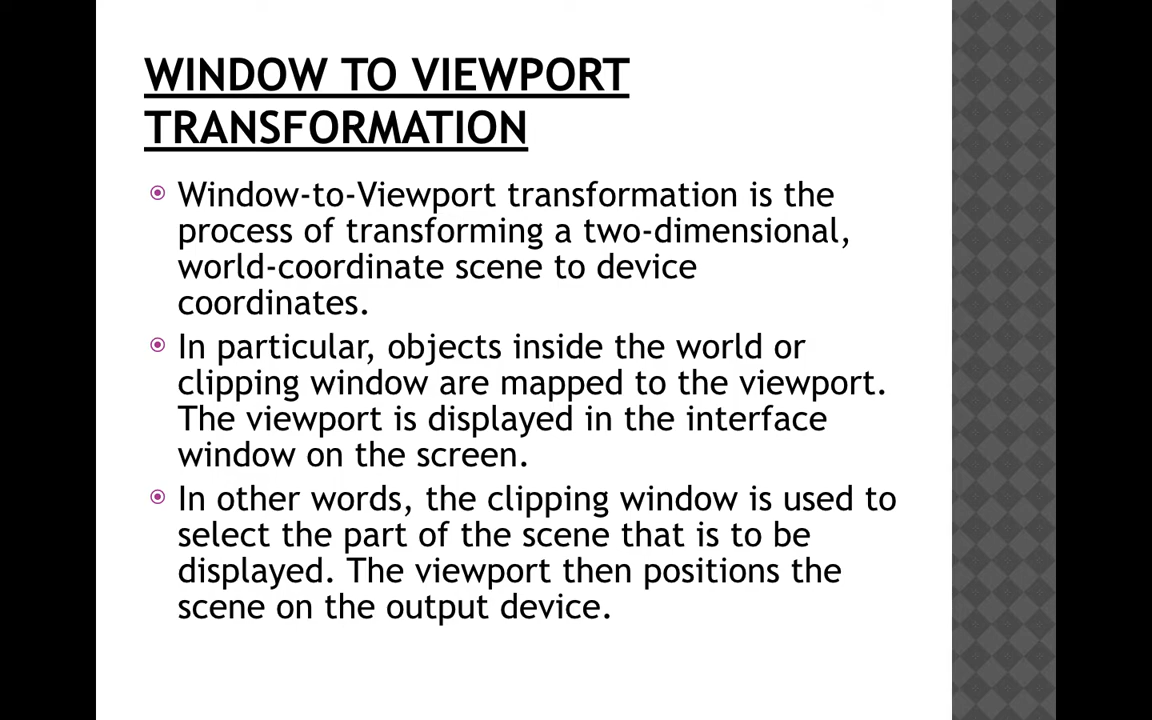 WINDOW TO VIEWPORT
TRANSFORMATION
Window-to-Viewport transformation is the
process of transforming a two-dimensional,
world-coordinate scene to device
coordinates.
In particular, objects inside the world or
clipping window are mapped to the viewport.
The viewport is displayed in the interface
window on the screen.
In other words, the clipping window is used to
select the part of the scene that is to be
displayed. The viewport then positions the
scene on the output device.